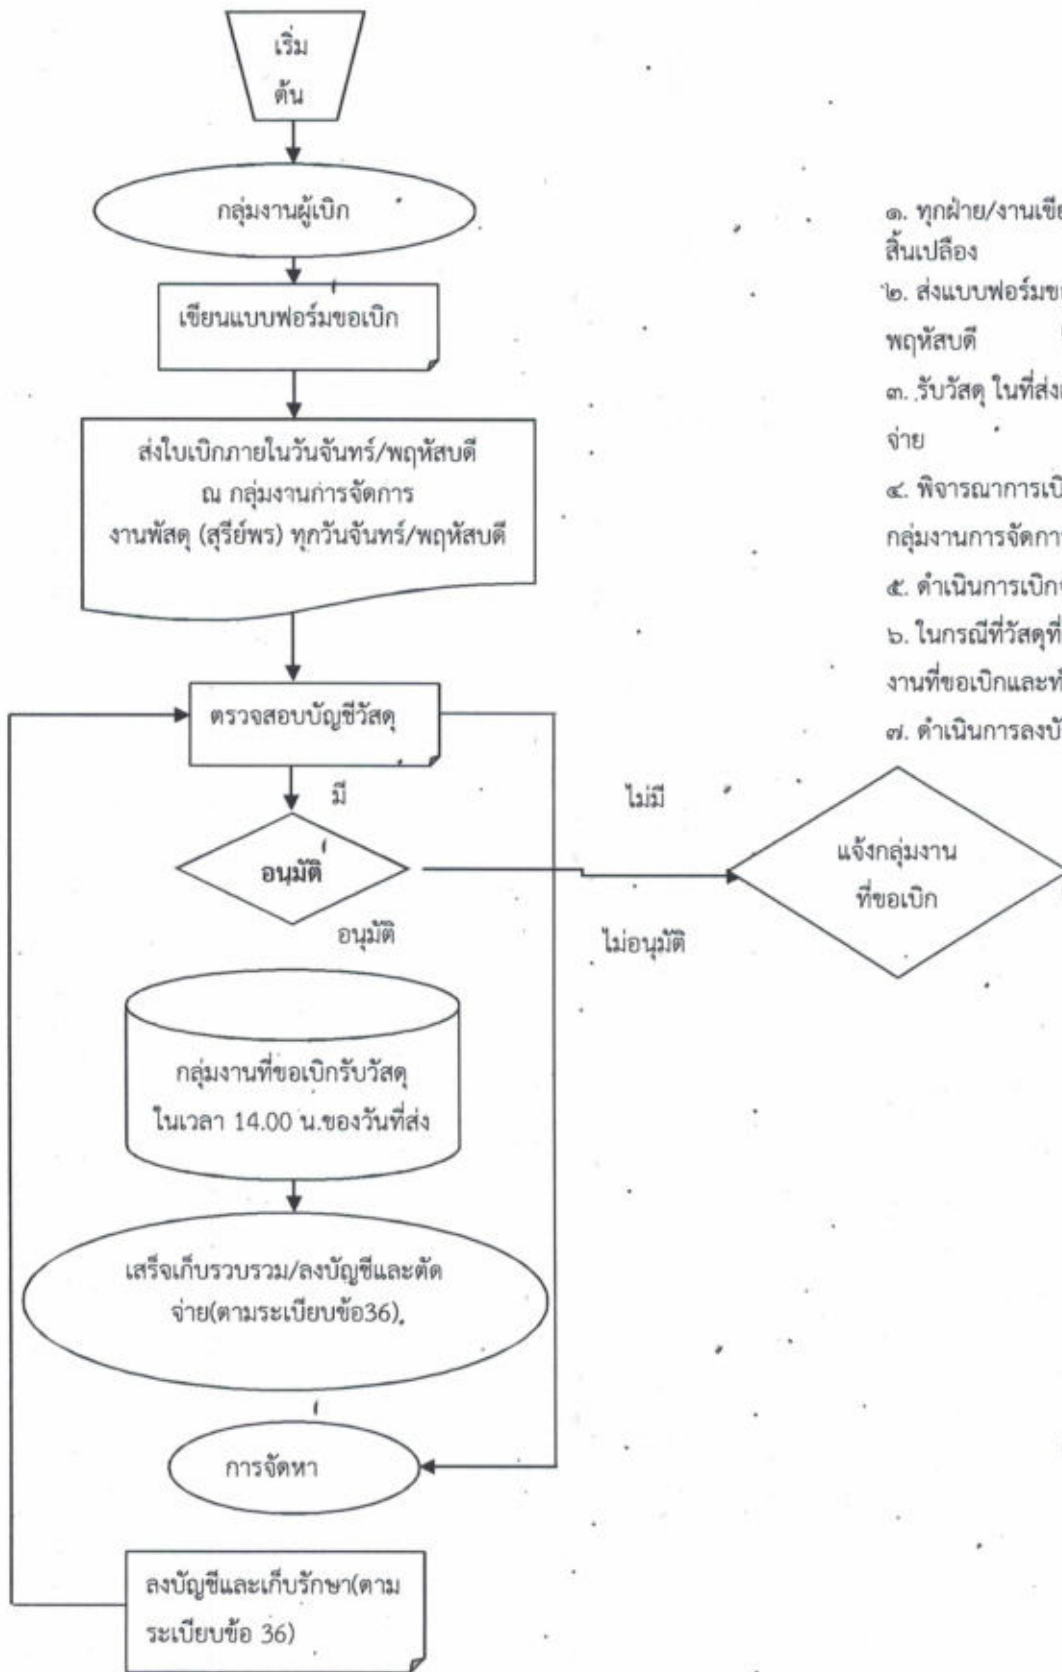 เริ่ม
ต้น
กลุ่มงานผู้เบิก
เขียนแบบฟอร์มขอเบิก
ส่งใบเบิกภายในวันจันทร์/พฤหัสบดี
ณ กลุ่มงานการจัดการ
งานพัสดุ (สุรีย์พร) ทุกวันจันทร์/พฤหัสบดี
ตรวจสอบบัญชีวัสดุ
มี
อนุมัติ
อนุมัติ
ไม่มี
ไม่อนุมัติ
แจ้งกลุ่มงาน
ที่ขอเบิก
กลุ่มงานที่ขอเบิกรับวัสดุ
ในเวลา 14.00 น.ของวันที่ส่ง
เสร็จเก็บรวบรวม/ลงบัญชีและตัด
จ่าย(ตามระเบียบข้อ36)
การจัดหา
ลงบัญชีและเก็บรักษา(ตาม
ระเบียบข้อ 36)
๑. ทุกฝ่าย/งาน
สิ้นเปลือง
๒. ส่งแบบฟอร์ม
พฤหัสบดี
๓. รับวัสดุ ในที่
จ่าย
๔. พิจารณาการ
กลุ่มงานการจัดการ
๕. ดำเนินการเบิก
๖. ในกรณีที่วัสดุที่
งานที่ขอเบิกและ
๗. ดำเนินการ